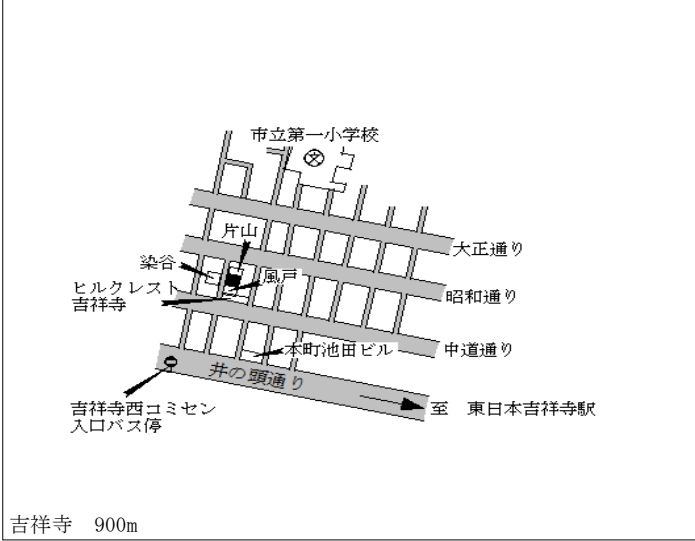 市立第一小学校
片山
大正通り
染谷
風戸
ヒルクレスト
吉祥寺
昭和通り
本町池田ビル
中道通り
井の頭通り
吉祥寺西コミセン
入口バス停
至　東日本吉祥寺駅
吉祥寺　900m